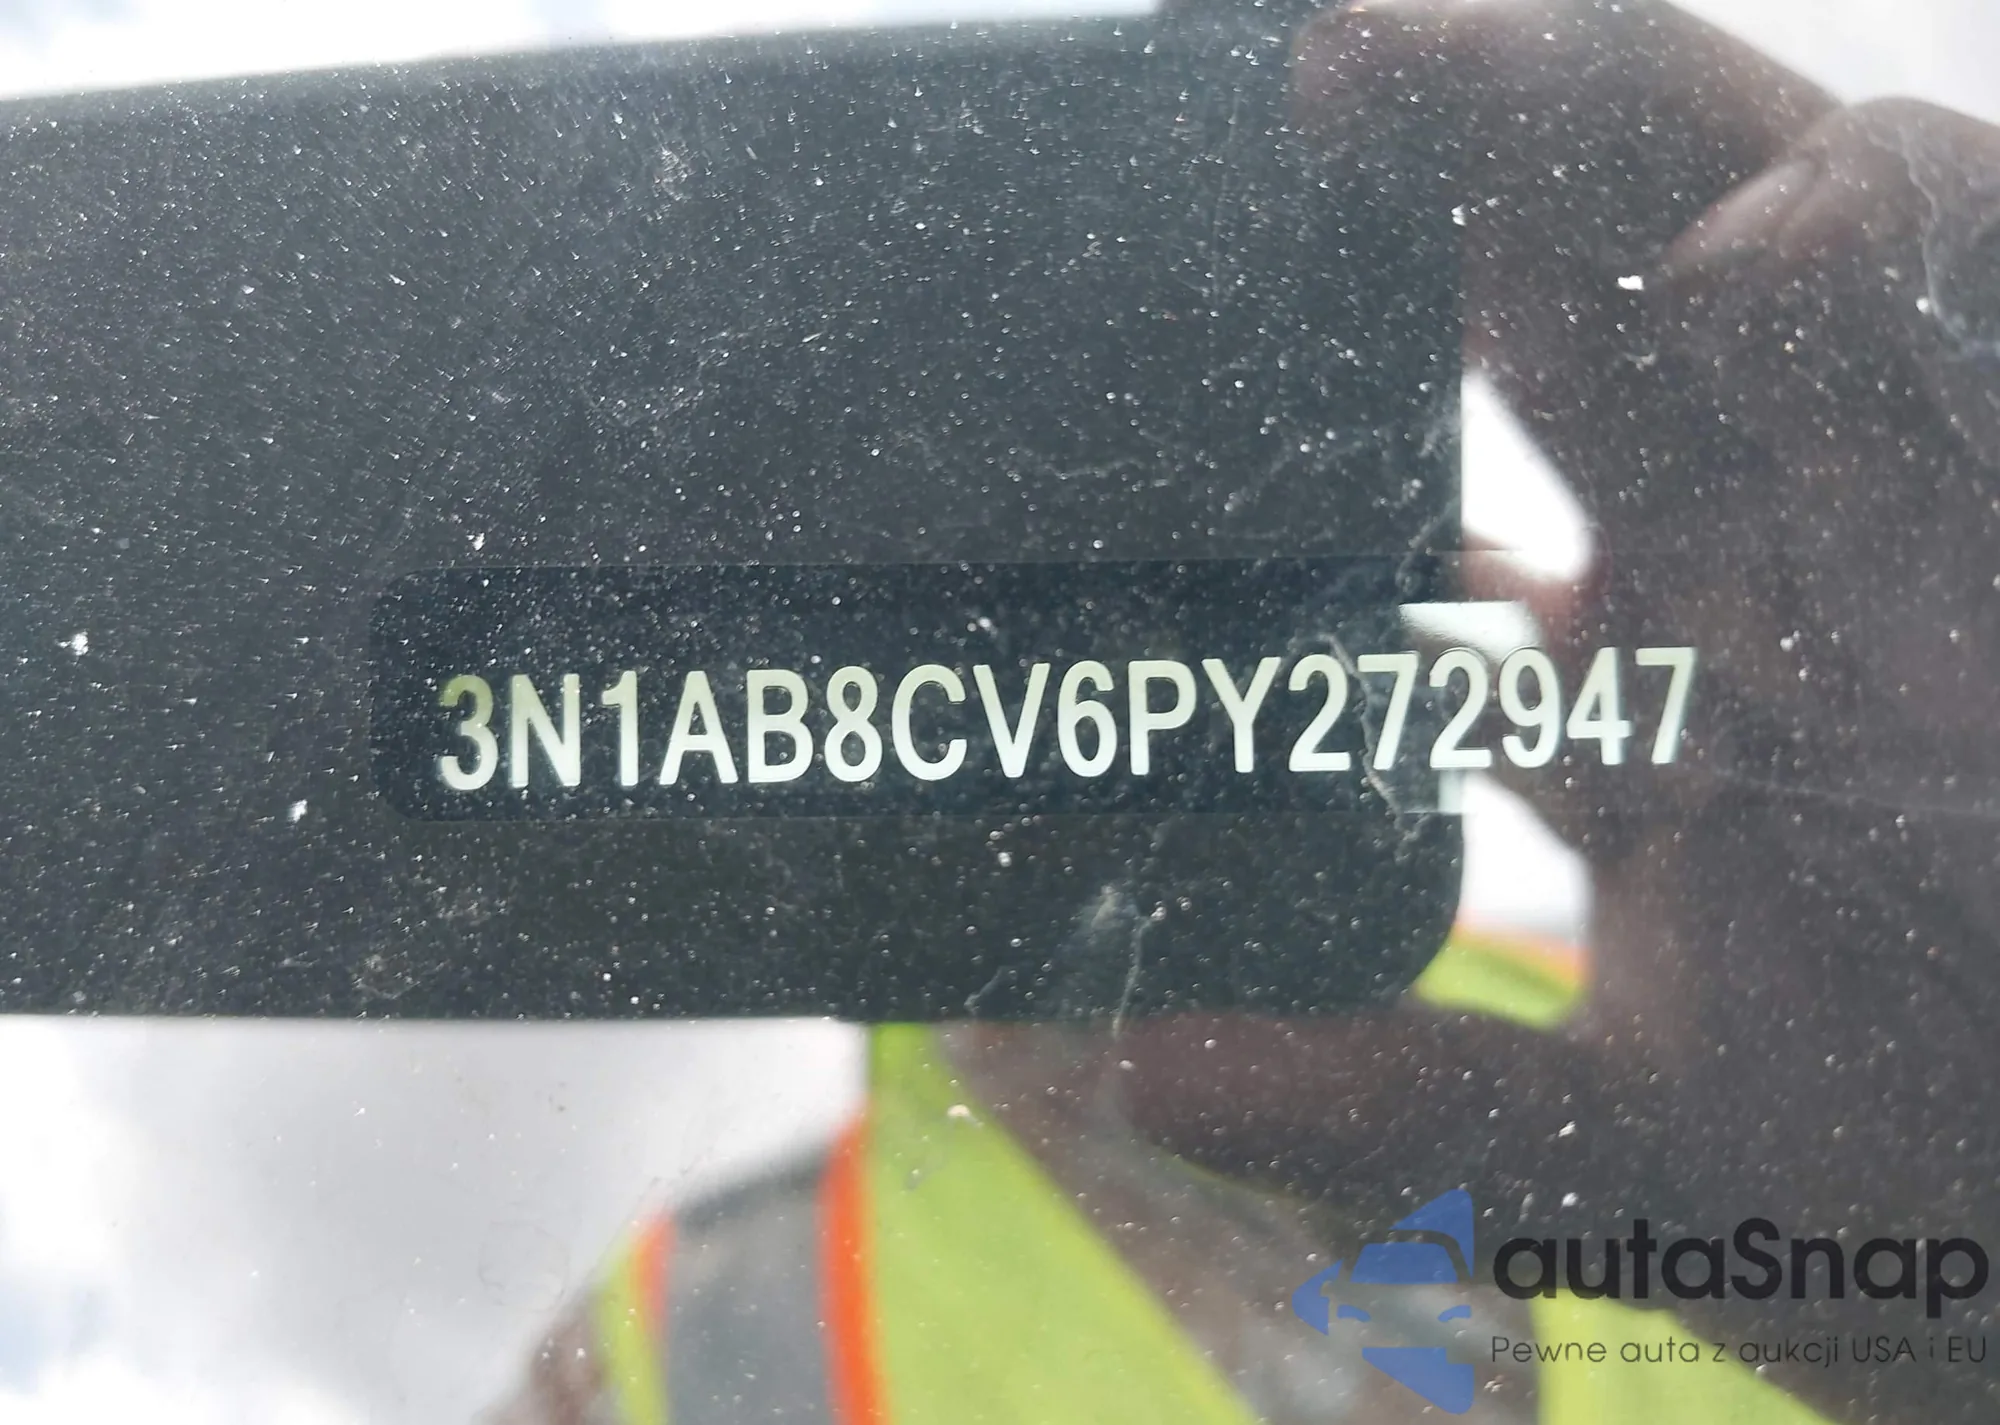 3N1AB8CV6PY272947
autaSnap
Pewne auta z aukcji USA i EU